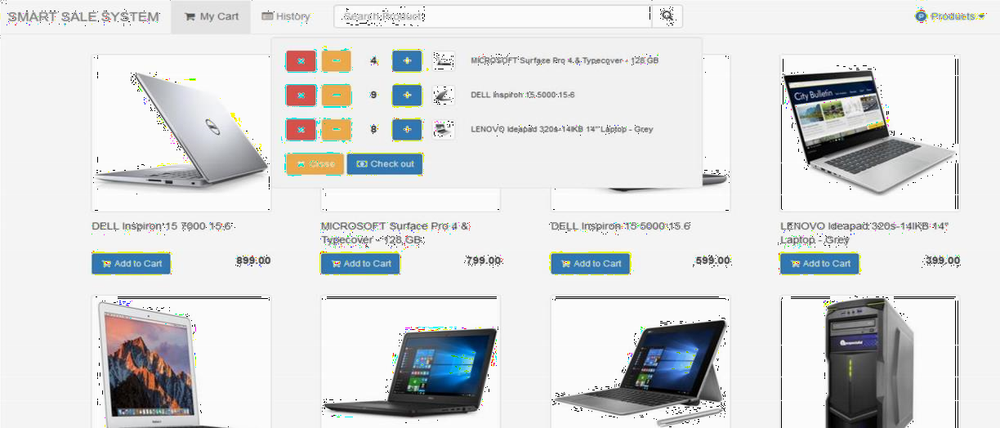 SMART SALE SYSTEM My Cart History Search Product Products
4 MICROSOFT Surface Pro 4 & Typecover - 128 GB
9 DELL Inspiron 15 5000 15.6
8 LENOVO Ideapad 320s-14IKB 14" Laptop - Grey
Close Check out
City Bulletin
DELL
DELL Inspiron 15 7000 15.6
MICROSOFT Surface Pro 4 &
Typecover - 128 GB
DELL Inspiron 15 5000 15.6
LENOVO Ideapad 320s-14IKB 14"
Laptop - Grey
Add to Cart 899.00
Add to Cart 799.00
Add to Cart 599.00
Add to Cart 399.00